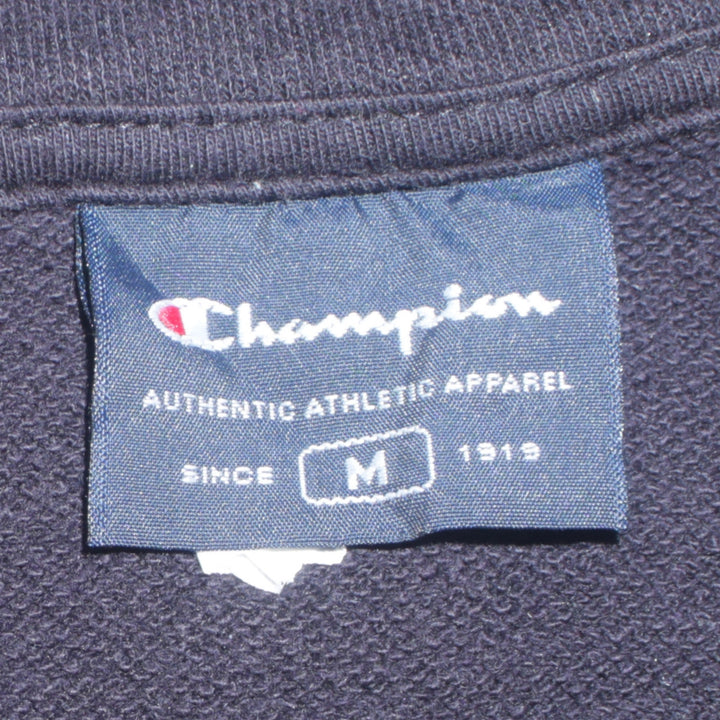 Champion
AUTHENTIC ATHLETIC APPAREL
SINCE M 1919